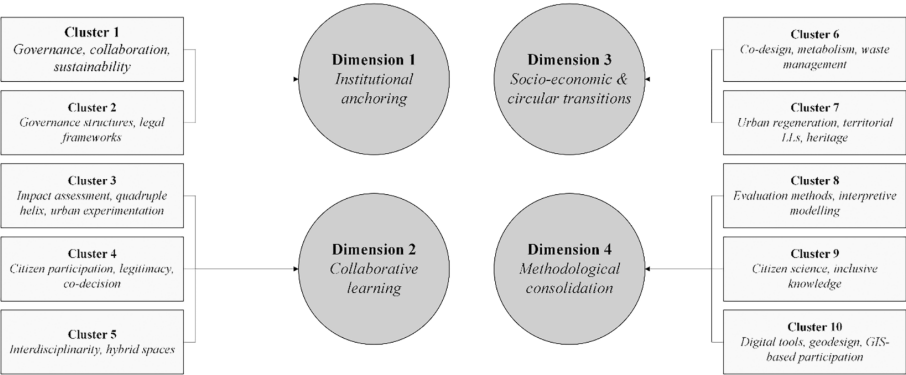 Cluster 1
Governance, collaboration,
sustainability
Cluster 2
Governance structures, legal
frameworks
Cluster 3
Impact assessment, quadruple
helix, urban experimentation
Cluster 4
Citizen participation, legitimacy,
co-decision
Cluster 5
Interdisciplinarity, hybrid spaces
Dimension 1
Institutional
anchoring
Dimension 2
Collaborative
learning
Dimension 3
Socio-economic &
circular transitions
Dimension 4
Methodological
consolidation
Cluster 6
Co-design, metabolism, waste
management
Cluster 7
Urban regeneration, territorial
LLs, heritage
Cluster 8
Evaluation methods, interpretive
modelling
Cluster 9
Citizen science, inclusive
knowledge
Cluster 10
Digital tools, geodesign, GIS-
based participation